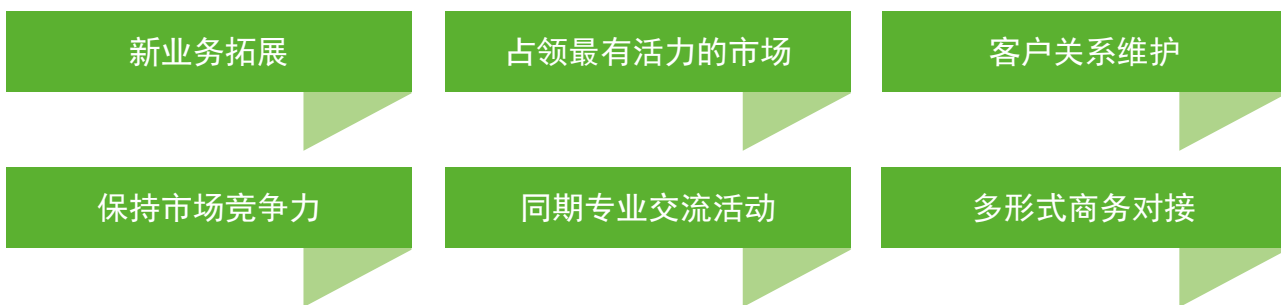 新业务拓展
占领最有活力的市场
客户关系维护
保持市场竞争力
同期专业交流活动
多形式商务对接